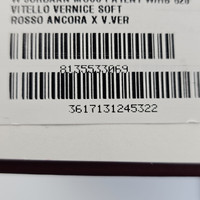 VITELLO VERNICE SOFT
ROSSO ANCORA X V.VER
8135533069
3617131245322